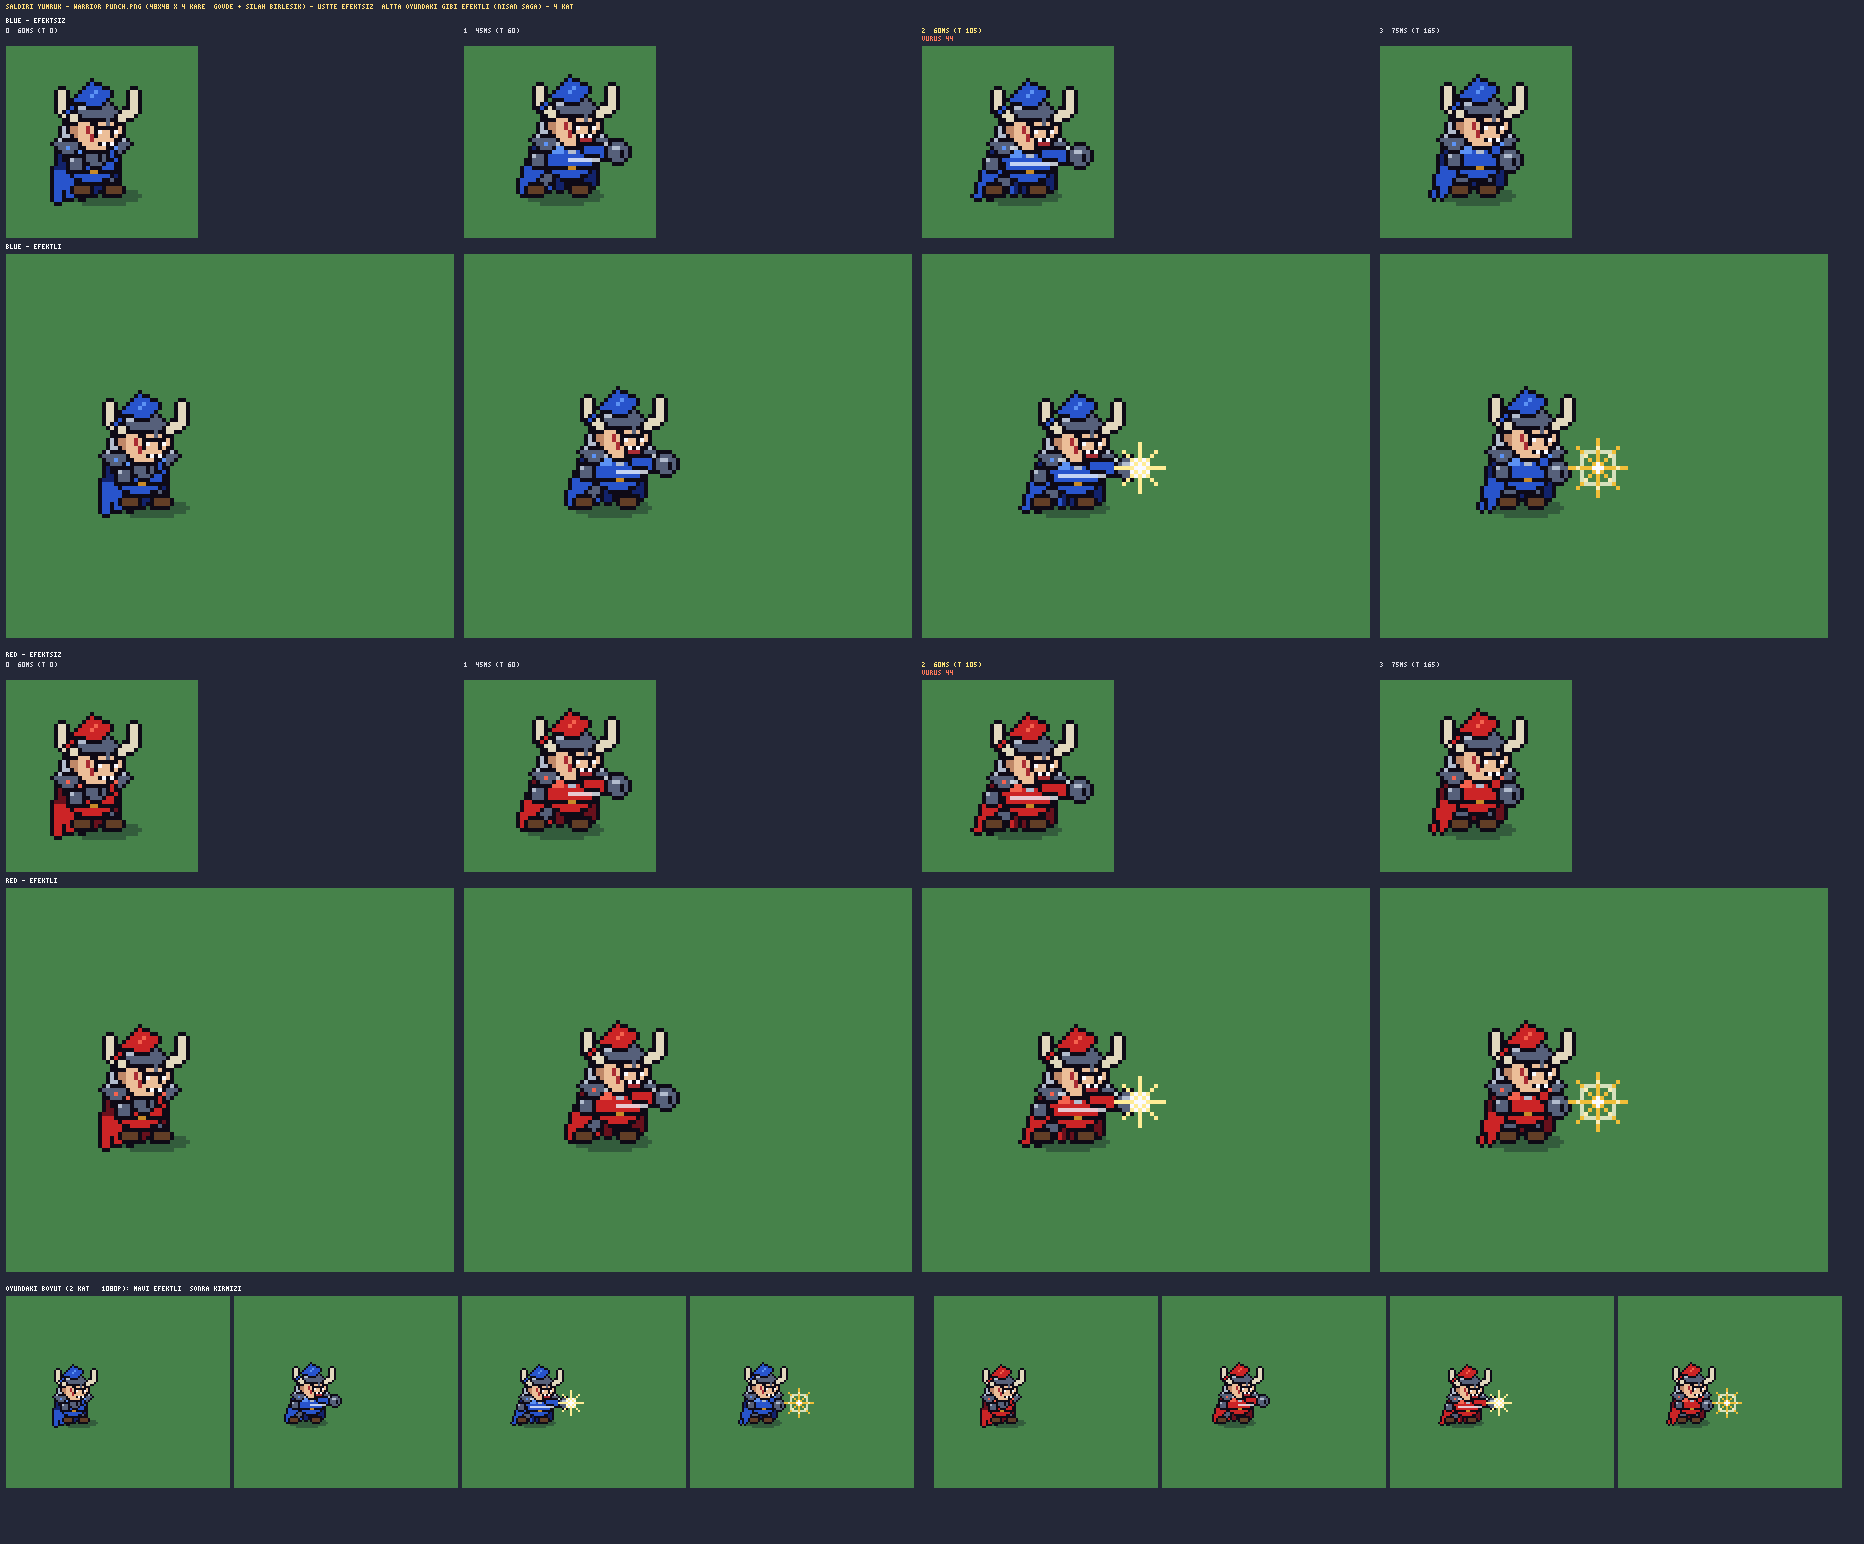 SALDIRI YUMRUK - WARRIOR PUNCH.PNG (48X48 X 4 KARE  GOVDE + SILAH BIRLESIK) - USTTE EFEKTSIZ  ALTTA OYUNDAKI GIBI EFEKTLI (NISAN SAGA) - 4 KAT
BLUE - EFEKTSIZ
0  60MS (T 0)
1  45MS (T 60)
2  60MS (T 105)
3  75MS (T 165)
VURUS 44
BLUE - EFEKTLI
RED - EFEKTSIZ
0  60MS (T 0)
1  45MS (T 60)
2  60MS (T 105)
3  75MS (T 165)
VURUS 44
RED - EFEKTLI
OYUNDAKI BOYUT (2 KAT   1080P): MAVI EFEKTLI  SONRA KIRMIZI